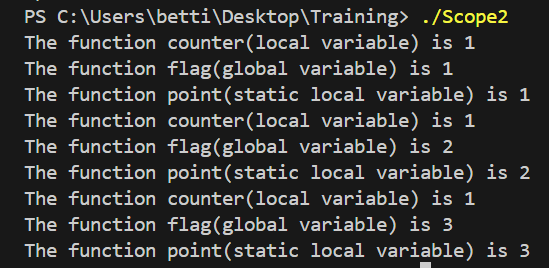 PS C:\Users\betti\Desktop\Training> ./Scope2
The function counter(local variable) is 1
The function flag(global variable) is 1
The function point(static local variable) is 1
The function counter(local variable) is 1
The function flag(global variable) is 2
The function point(static local variable) is 2
The function counter(local variable) is 1
The function flag(global variable) is 3
The function point(static local variable) is 3